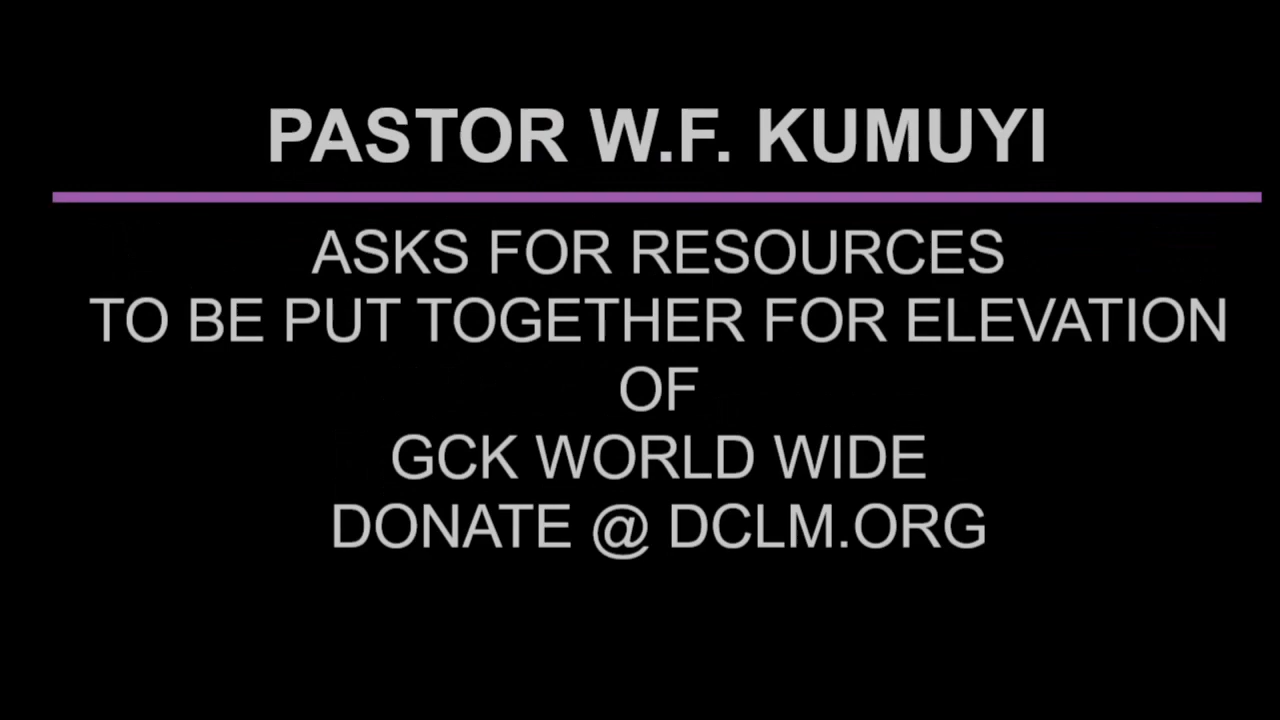 PASTOR W.F. KUMUYI
ASKS FOR RESOURCES
TO BE PUT TOGETHER FOR ELEVATION
OF
GCK WORLD WIDE
DONATE @ DCLM.ORG